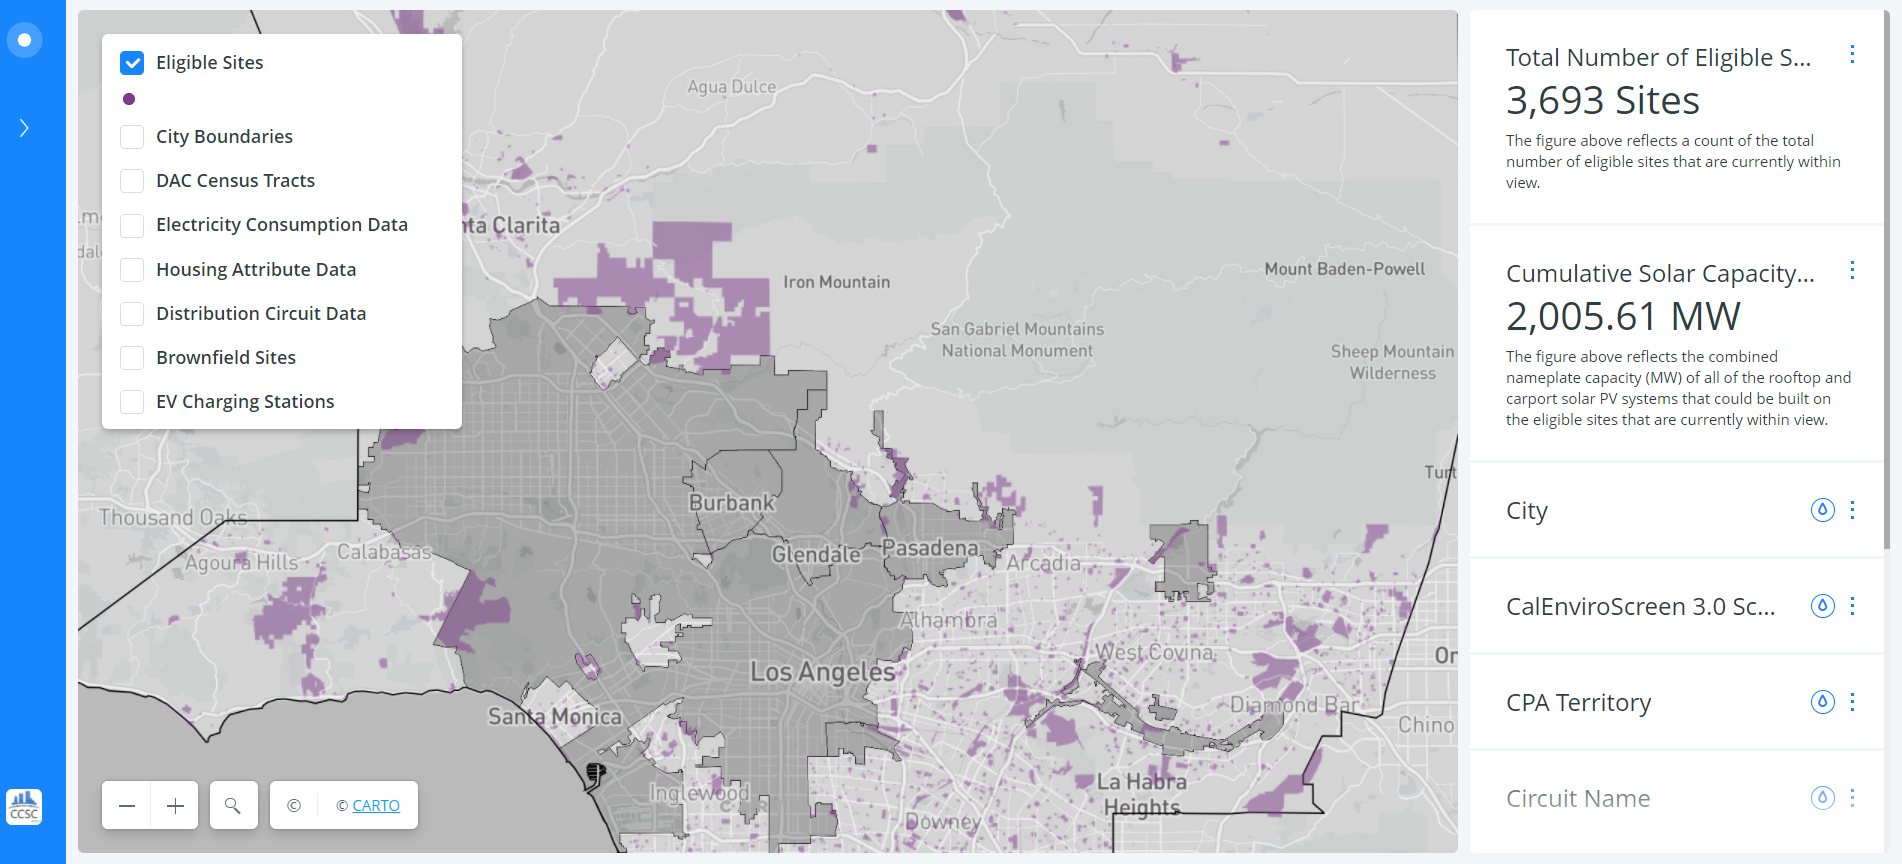 Eligible Sites
City Boundaries
DAC Census Tracts
Electricity Consumption Data
Housing Attribute Data
Distribution Circuit Data
Brownfield Sites
EV Charging Stations
Agua Dulce
nta Clarita
Iron Mountain
Mount Baden-Powell
San Gabriel Mountains
National Monument
Sheep Mountain
Wilderness
Burbank
Thousand Oaks
Calabasas
Agoura Hills
Glendale
Pasadena
Arcadia
Alhambra
West Covina
Los Angeles
Santa Monica
Diamond Bar
Chino
La Habra
Heights
Inglewood
Downey
© © CARTO
CCSC
Total Number of Eligible S...
3,693 Sites
The figure above reflects a count of the total
number of eligible sites that are currently within
view.
Cumulative Solar Capacity...
2,005.61 MW
The figure above reflects the combined
nameplate capacity (MW) of all of the rooftop and
carport solar PV systems that could be built on
the eligible sites that are currently within view.
City
CalEnviroScreen 3.0 Sc...
CPA Territory
Circuit Name